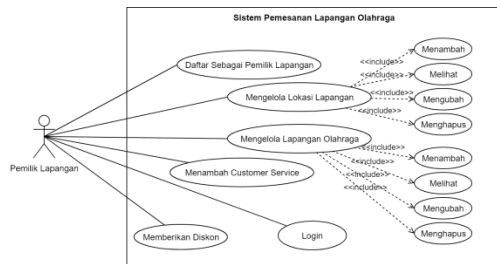 Sistem Pemesanan Lapangan Olahraga
Daftar Sebagai Pemilik Lapangan
Mengelola Lokasi Lapangan
<<include>>
<<include>>
<<include>>
<<include>>
Menambah
Melihat
Mengubah
Menghapus
Pemilik Lapangan
Mengelola Lapangan Olahraga
<<include>>
<<include>>
<<include>>
<<include>>
Menambah
Melihat
Mengubah
Menghapus
Menambah Customer Service
Memberikan Diskon
Login